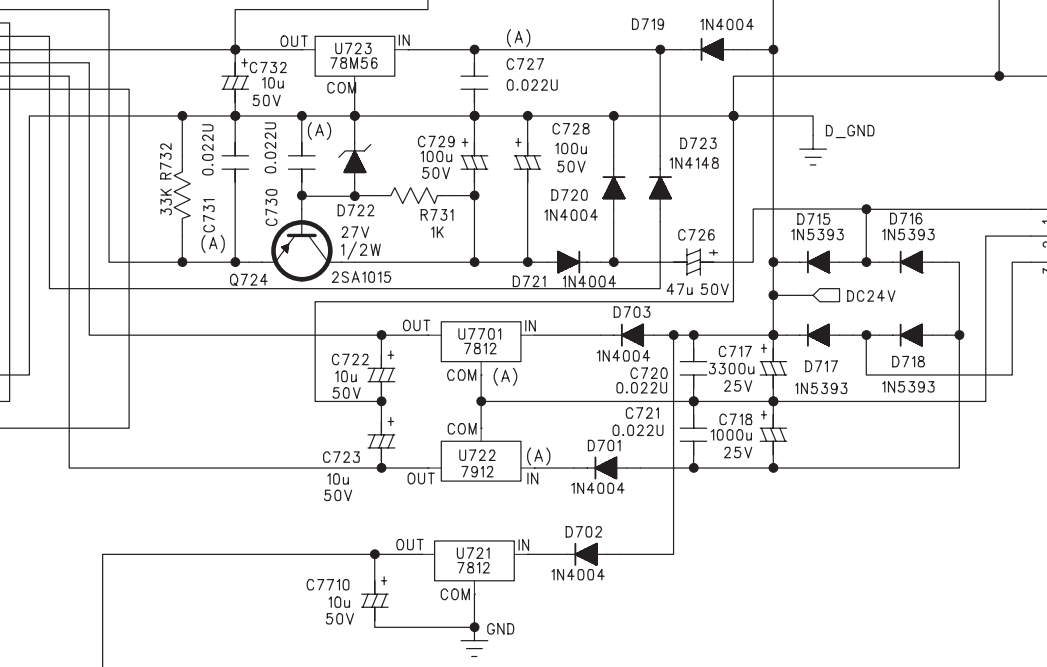 D719 1N4004
OUT U723 IN (A)
78M56
C732 C727
10u COM 0.022U
50V
+
R732 33K
0.022U C731
(A)
0.022U C730
(A)
C729 +
100u
50V
C728 +
100u
50V
D723
1N4148
D_GND
D720
1N4004
D722
27V
1/2W
R731
1K
Q724 2SA1015
D721 1N4004
C726
+
47u 50V
D715 D716
1N5393 1N5393
1
2
3
DC24V
D703
1N4004
OUT U7701 IN
7812
COM (A)
C722 +
10u
50V
C720
0.022U
C717 +
3300u
25V
D717 D718
1N5393 1N5393
C721
0.022U
C718 +
1000u
25V
COM
U722 (A)
7912
OUT IN
C723 +
10u
50V
D701
1N4004
D702
OUT U721 IN
7812 1N4004
COM
C7710 +
10u
50V
GND